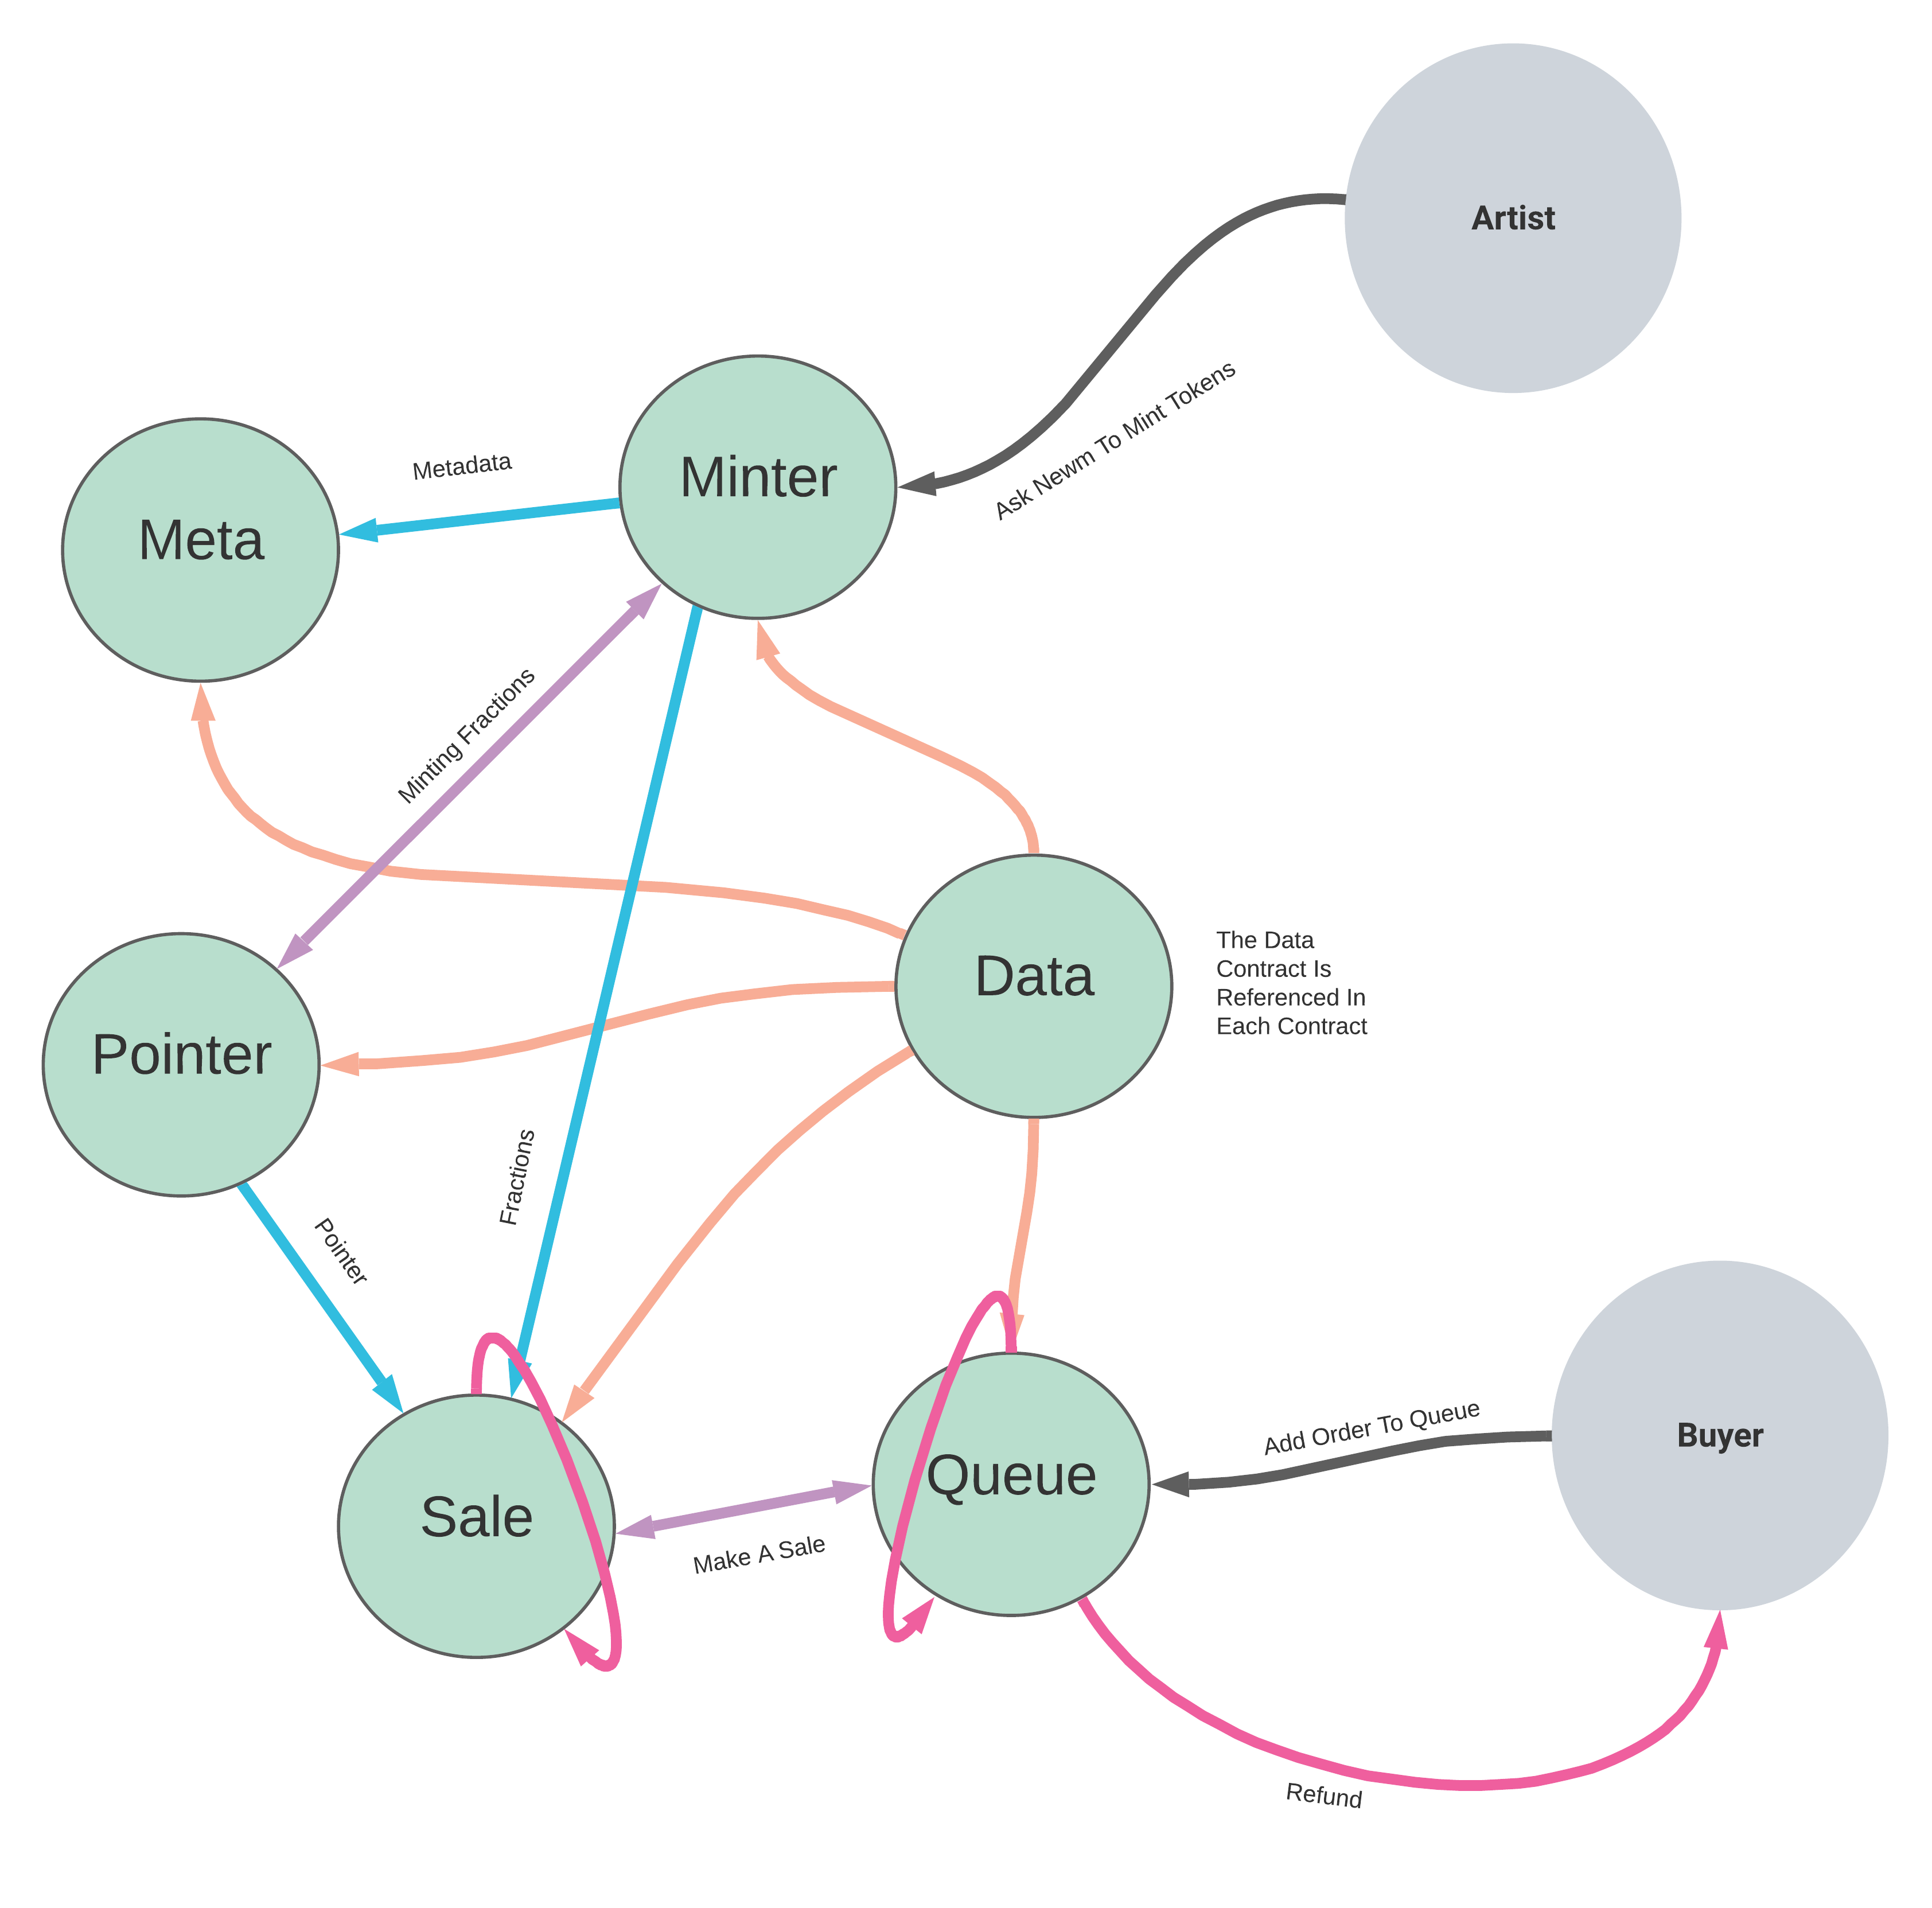 Artist
Ask Newm To Mint Tokens
Minter
Metadata
Meta
Minting Fractions
Data
The Data
Contract Is
Referenced In
Each Contract
Pointer
Fractions
Pointer
Add Order To Queue
Buyer
Queue
Sale
Make A Sale
Refund